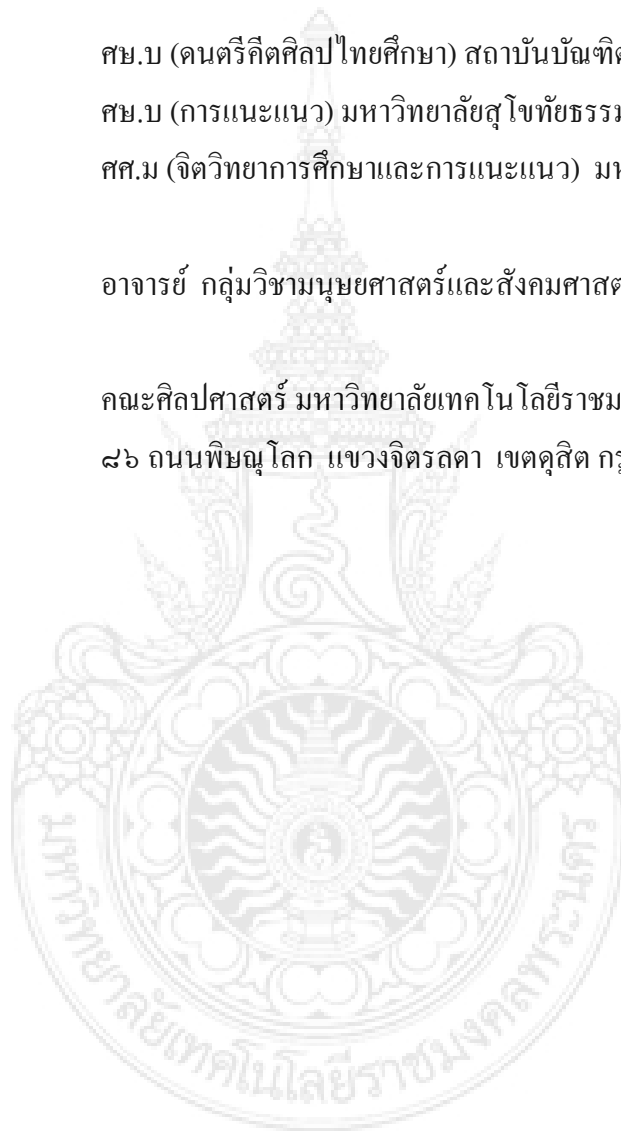 ศษ.บ (ดนตรีคีตศิลปไทยศึกษา) สถาบันบัณฑิต
ศษ.บ (การแนะแนว) มหาวิทยาลัยสุโขทัยธรรม
ศศ.ม (จิตวิทยาการศึกษาและการแนะแนว) มห
อาจารย์ กลุ่มวิชามนุษยศาสตร์และสังคมศาสต
คณะศิลปศาสตร์ มหาวิทยาลัยเทคโนโลยีราชม
๘๖ ถนนพิษณุโลก แขวงจิตรลดา เขตดุสิต กรุ
มหาวิทยาลัยเทคโนโลยีราชมงคลพระนคร